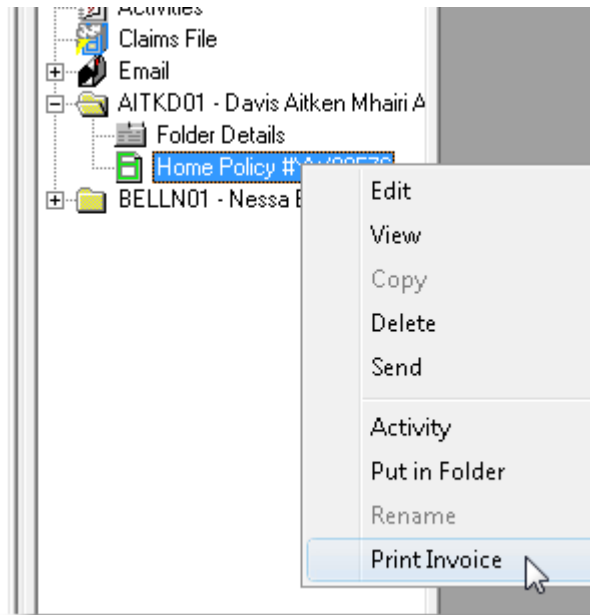 Activities
Claims File
Email
AITKD01 - Davis Aitken Mhairi A
Folder Details
Home Policy #
BELLN01 - Nessa
Edit
View
Copy
Delete
Send
Activity
Put in Folder
Rename
Print Invoice